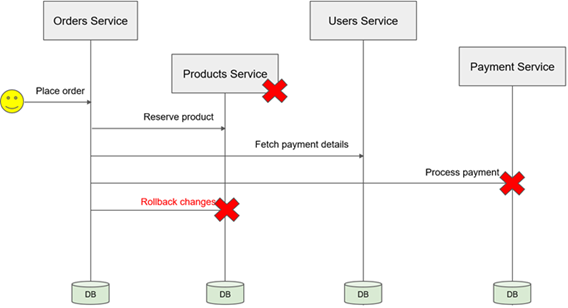 Orders Service
Users Service
Products Service
Payment Service
Place order
Reserve product
Fetch payment details
Process payment
Rollback changes
DB
DB
DB
DB